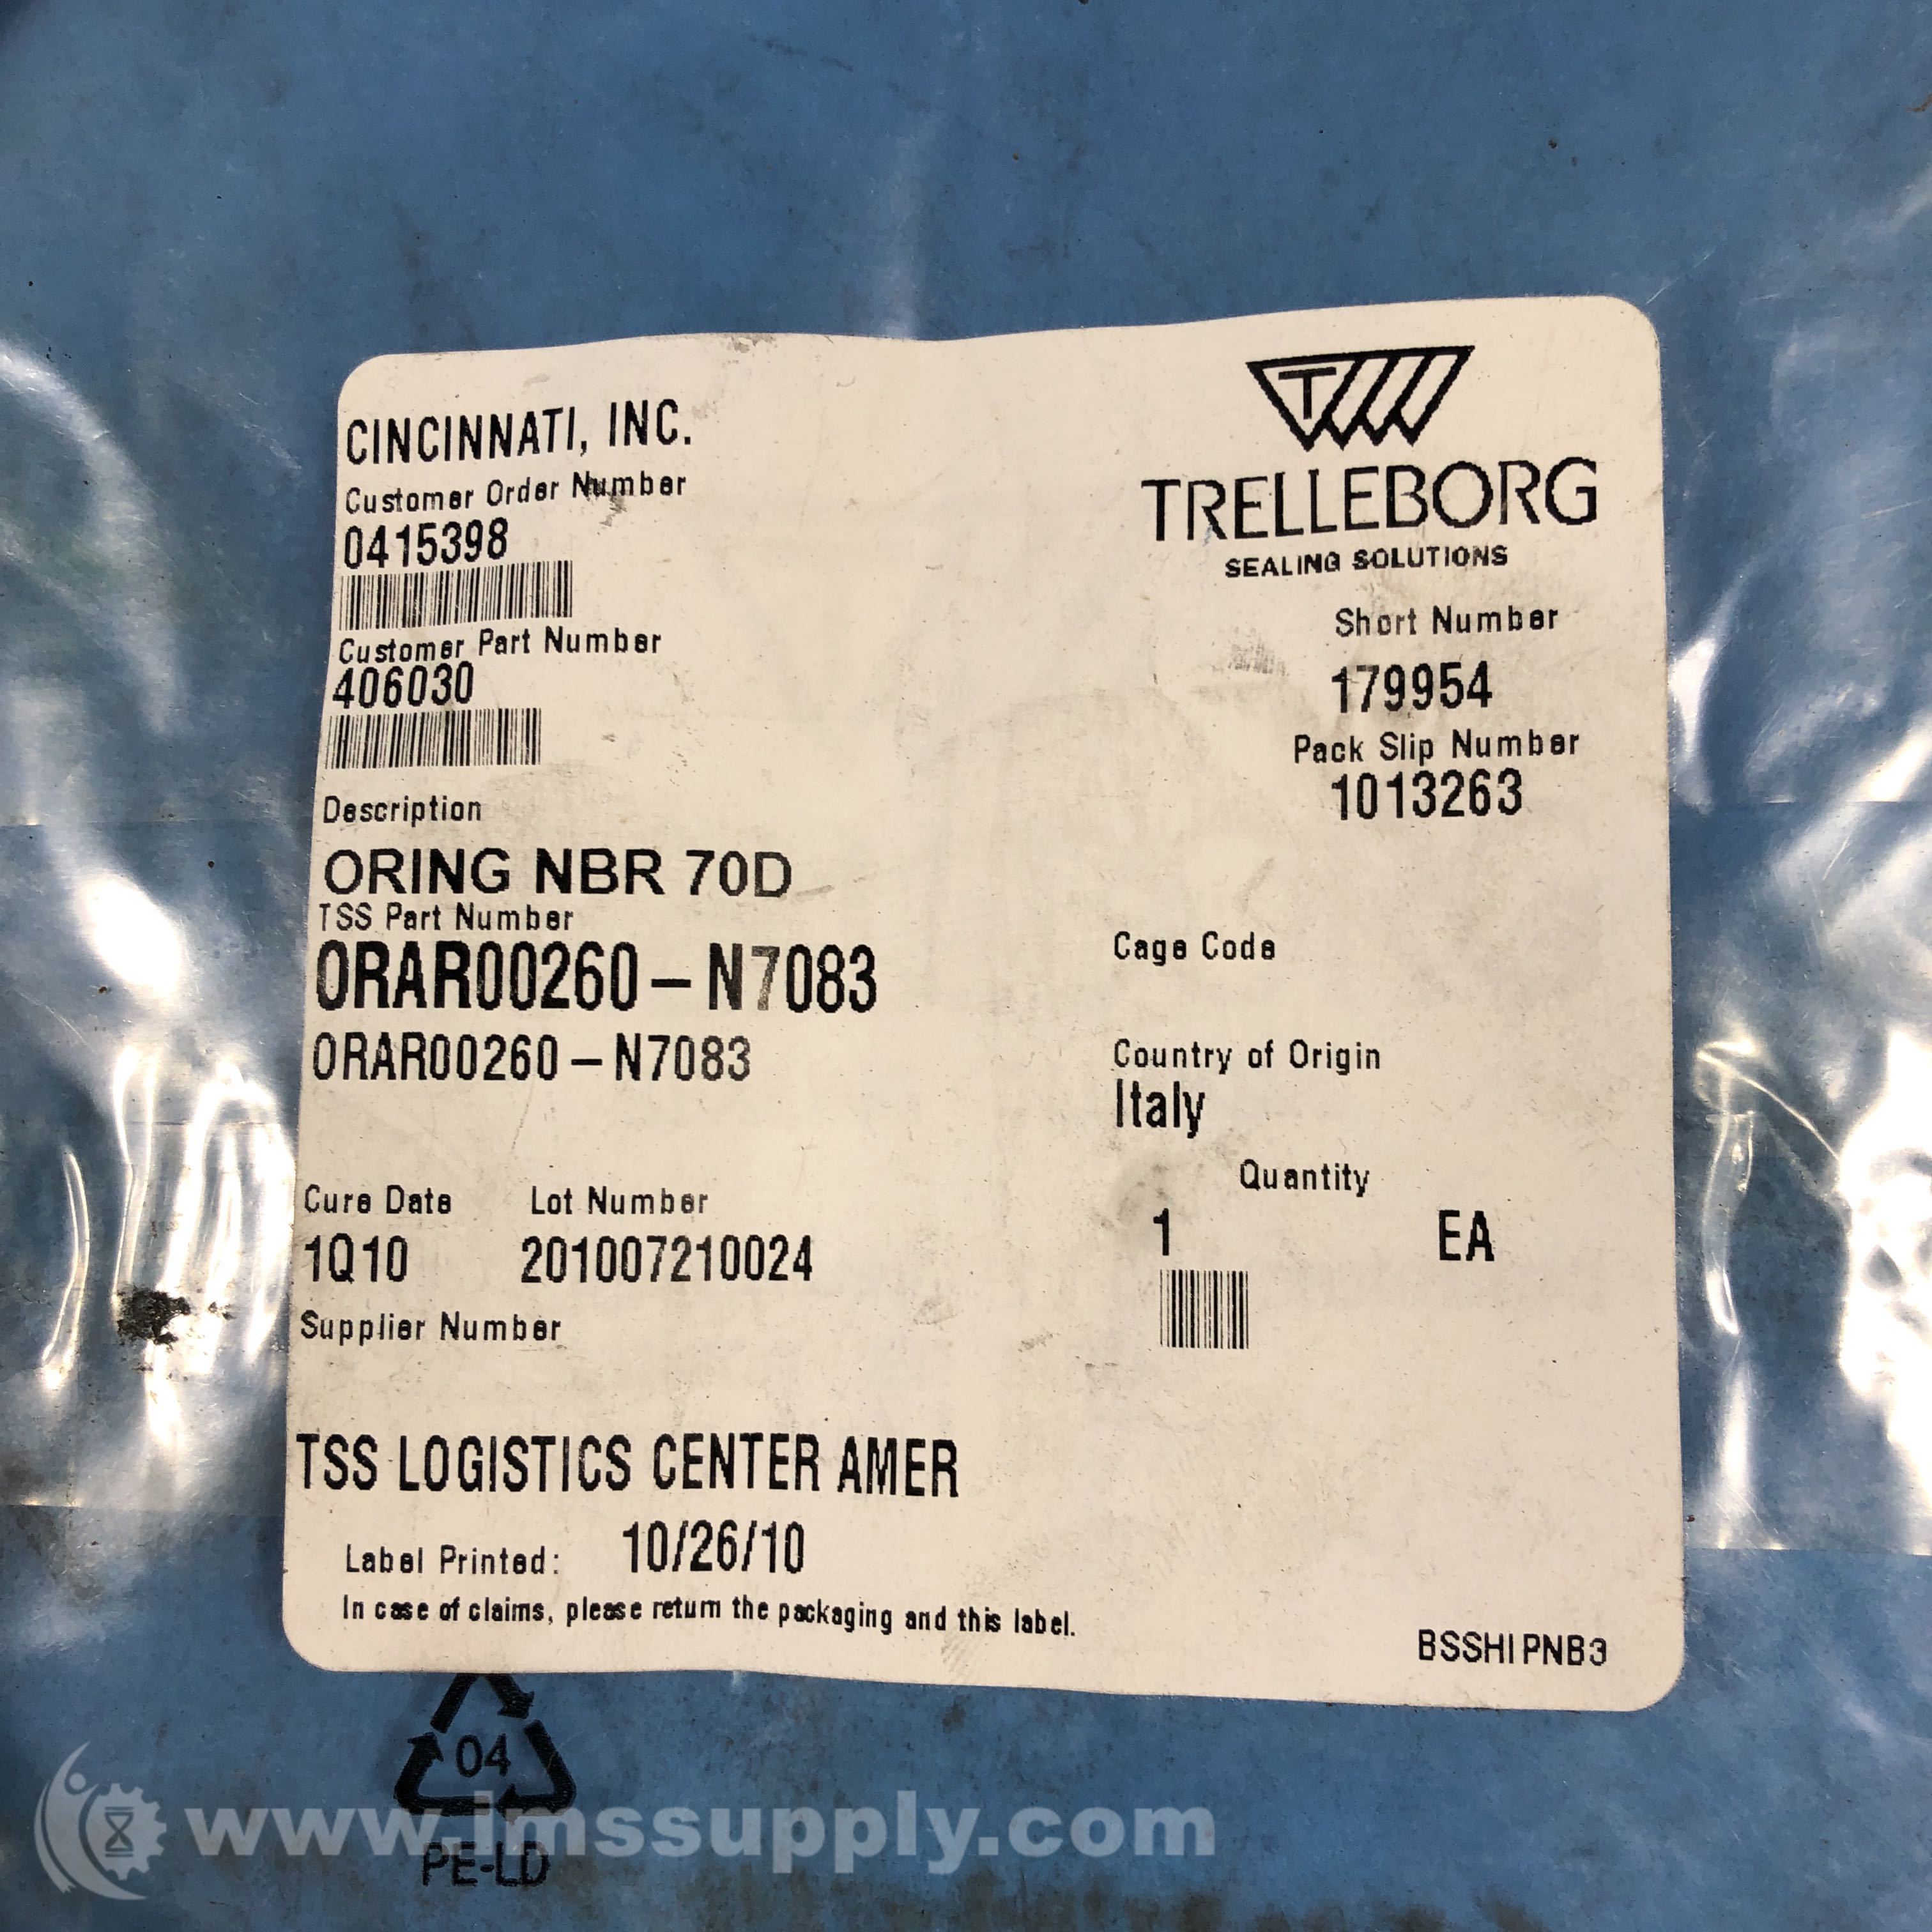 CINCINNATI, INC.
Customer Order Number
0415398
Customer Part Number
406030
Description
ORING NBR 70D
TSS Part Number
ORAR00260-N7083
ORAR00260-N7083
Cure Date Lot Number
1Q10 201007210024
Supplier Number
TSS LOGISTICS CENTER AMER
Label Printed: 10/26/10
In case of claims, please return the packaging and this label.
T
TRELLEBORG
SEALING SOLUTIONS
Short Number
179954
Pack Slip Number
1013263
Cage Code
Country of Origin
Italy
Quantity
1 EA
BSSHIPNB3
04
PE-LD
www.imssupply.com